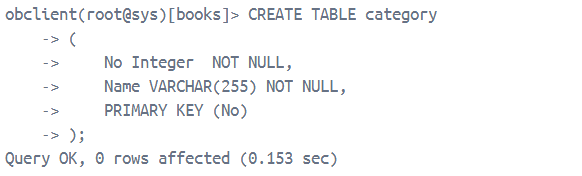 obclient(root@sys)[books]> CREATE TABLE category
    -> (
    ->     No Integer  NOT NULL,
    ->     Name VARCHAR(255) NOT NULL,
    ->     PRIMARY KEY (No)
    -> );
Query OK, 0 rows affected (0.153 sec)